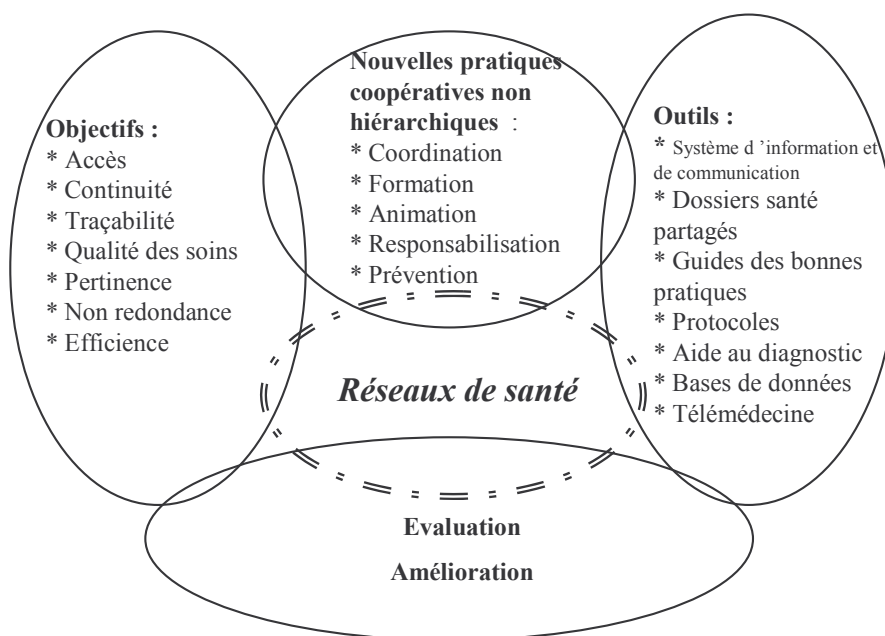 Objectifs :
* Accès
* Continuité
* Traçabilité
* Qualité des soins
* Pertinence
* Non redondance
* Efficience
Nouvelles pratiques
coopératives non
hiérarchiques :
* Coordination
* Formation
* Animation
* Responsabilisation
* Prévention
Outils :
* Système d ’information et
de communication
* Dossiers santé
partagés
* Guides des bonnes
pratiques
* Protocoles
* Aide au diagnostic
* Bases de données
* Télémédecine
Réseaux de santé
Evaluation
Amélioration